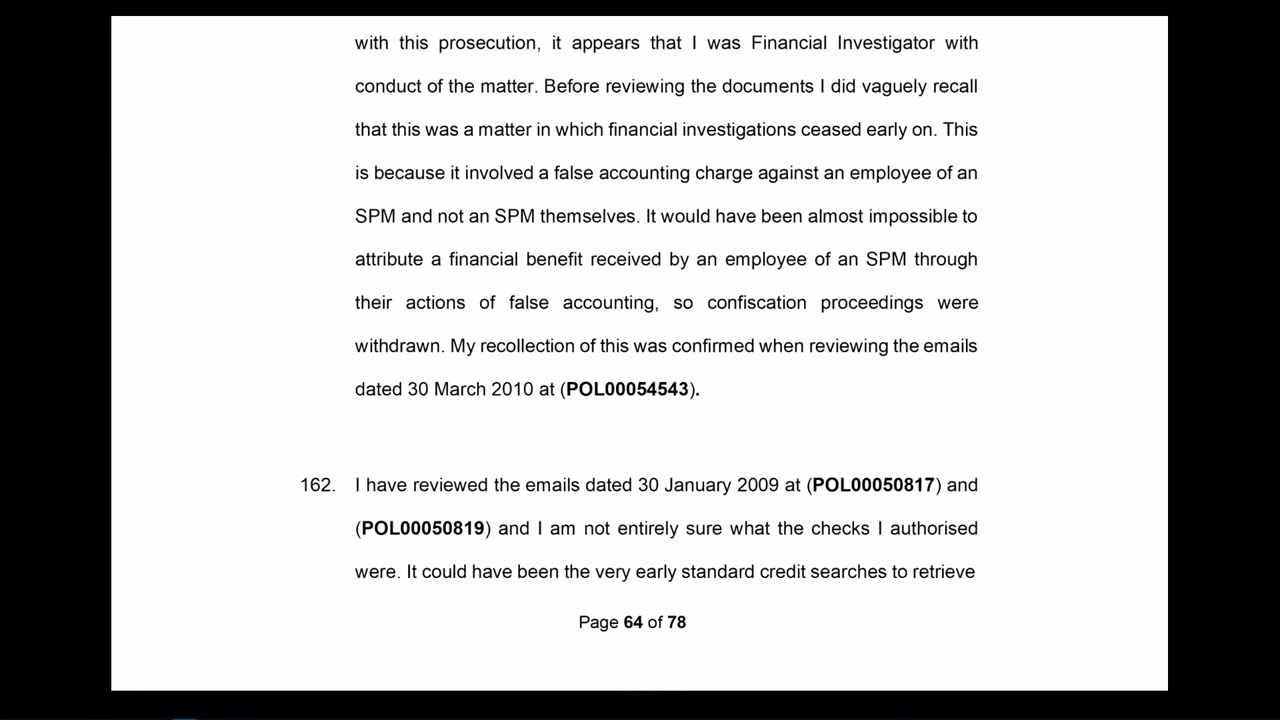 with this prosecution, it appears that I was Financial Investigator with
conduct of the matter. Before reviewing the documents I did vaguely recall
that this was a matter in which financial investigations ceased early on. This
is because it involved a false accounting charge against an employee of an
SPM and not an SPM themselves. It would have been almost impossible to
attribute a financial benefit received by an employee of an SPM through
their actions of false accounting, so confiscation proceedings were
withdrawn. My recollection of this was confirmed when reviewing the emails
dated 30 March 2010 at (POL00054543).
162. I have reviewed the emails dated 30 January 2009 at (POL00050817) and
(POL00050819) and I am not entirely sure what the checks I authorised
were. It could have been the very early standard credit searches to retrieve
Page 64 of 78